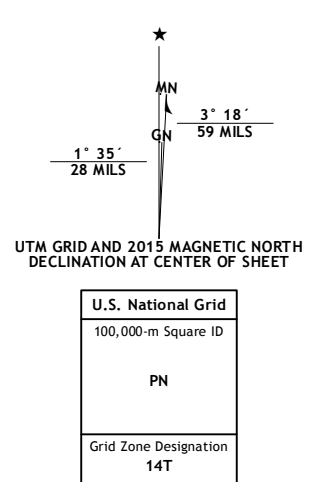 ★
MN
3° 18´
59 MILS
GN
1° 35´
28 MILS
UTM GRID AND 2015 MAGNETIC NORTH
DECLINATION AT CENTER OF SHEET
U.S. National Grid
100,000-m Square ID
PN
Grid Zone Designation
14T